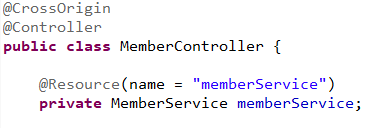 @CrossOrigin
@Controller
public class MemberController {
@Resource(name = "memberService")
private MemberService memberService;